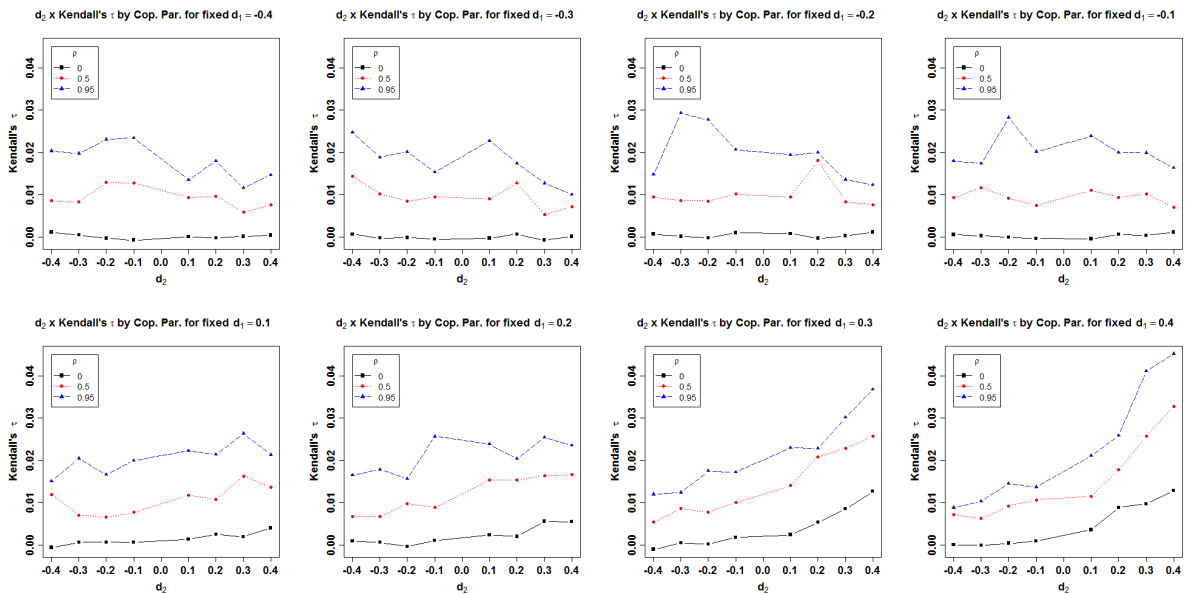 d₂ x Kendall's τ by Cop. Par. for fixed d₁ = -0.4
Kendall's τ
0.04
0.03
0.02
0.01
0.00
ρ
0
0.5
0.95
-0.4 -0.3 -0.2 -0.1 0.0 0.1 0.2 0.3 0.4
d₂
d₂ x Kendall's τ by Cop. Par. for fixed d₁ = -0.3
Kendall's τ
0.04
0.03
0.02
0.01
0.00
ρ
0
0.5
0.95
-0.4 -0.3 -0.2 -0.1 0.0 0.1 0.2 0.3 0.4
d₂
d₂ x Kendall's τ by Cop. Par. for fixed d₁ = -0.2
Kendall's τ
0.04
0.03
0.02
0.01
0.00
ρ
0
0.5
0.95
-0.4 -0.3 -0.2 -0.1 0.0 0.1 0.2 0.3 0.4
d₂
d₂ x Kendall's τ by Cop. Par. for fixed d₁ = -0.1
Kendall's τ
0.04
0.03
0.02
0.01
0.00
ρ
0
0.5
0.95
-0.4 -0.3 -0.2 -0.1 0.0 0.1 0.2 0.3 0.4
d₂
d₂ x Kendall's τ by Cop. Par. for fixed d₁ = 0.1
Kendall's τ
0.04
0.03
0.02
0.01
0.00
ρ
0
0.5
0.95
-0.4 -0.3 -0.2 -0.1 0.0 0.1 0.2 0.3 0.4
d₂
d₂ x Kendall's τ by Cop. Par. for fixed d₁ = 0.2
Kendall's τ
0.04
0.03
0.02
0.01
0.00
ρ
0
0.5
0.95
-0.4 -0.3 -0.2 -0.1 0.0 0.1 0.2 0.3 0.4
d₂
d₂ x Kendall's τ by Cop. Par. for fixed d₁ = 0.3
Kendall's τ
0.04
0.03
0.02
0.01
0.00
ρ
0
0.5
0.95
-0.4 -0.3 -0.2 -0.1 0.0 0.1 0.2 0.3 0.4
d₂
d₂ x Kendall's τ by Cop. Par. for fixed d₁ = 0.4
Kendall's τ
0.04
0.03
0.02
0.01
0.00
ρ
0
0.5
0.95
-0.4 -0.3 -0.2 -0.1 0.0 0.1 0.2 0.3 0.4
d₂